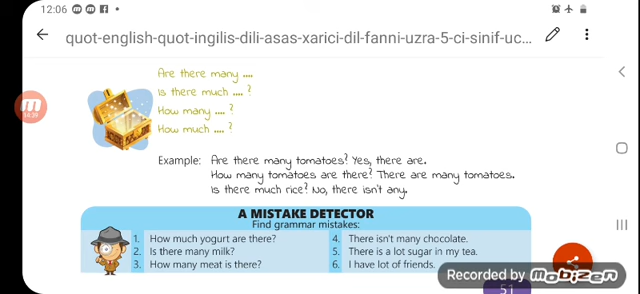 12:06
quot-english-quot-ingilis-dili-asas-xarici-dil-fanni-uzra-5-ci-sinif-uc...
Are there many ....
Is there much .... ?
How many .... ?
How much .... ?
Example: Are there many tomatoes? Yes, there are.
How many tomatoes are there? There are many tomatoes.
Is there much rice? No, there isn't any.
A MISTAKE DETECTOR
Find grammar mistakes:
1. How much yogurt are there?
2. Is there many milk?
3. How many meat is there?
4. There isn't many chocolate.
5. There is a lot sugar in my tea.
6. I have lot of friends.
51
Recorded by Mobizen